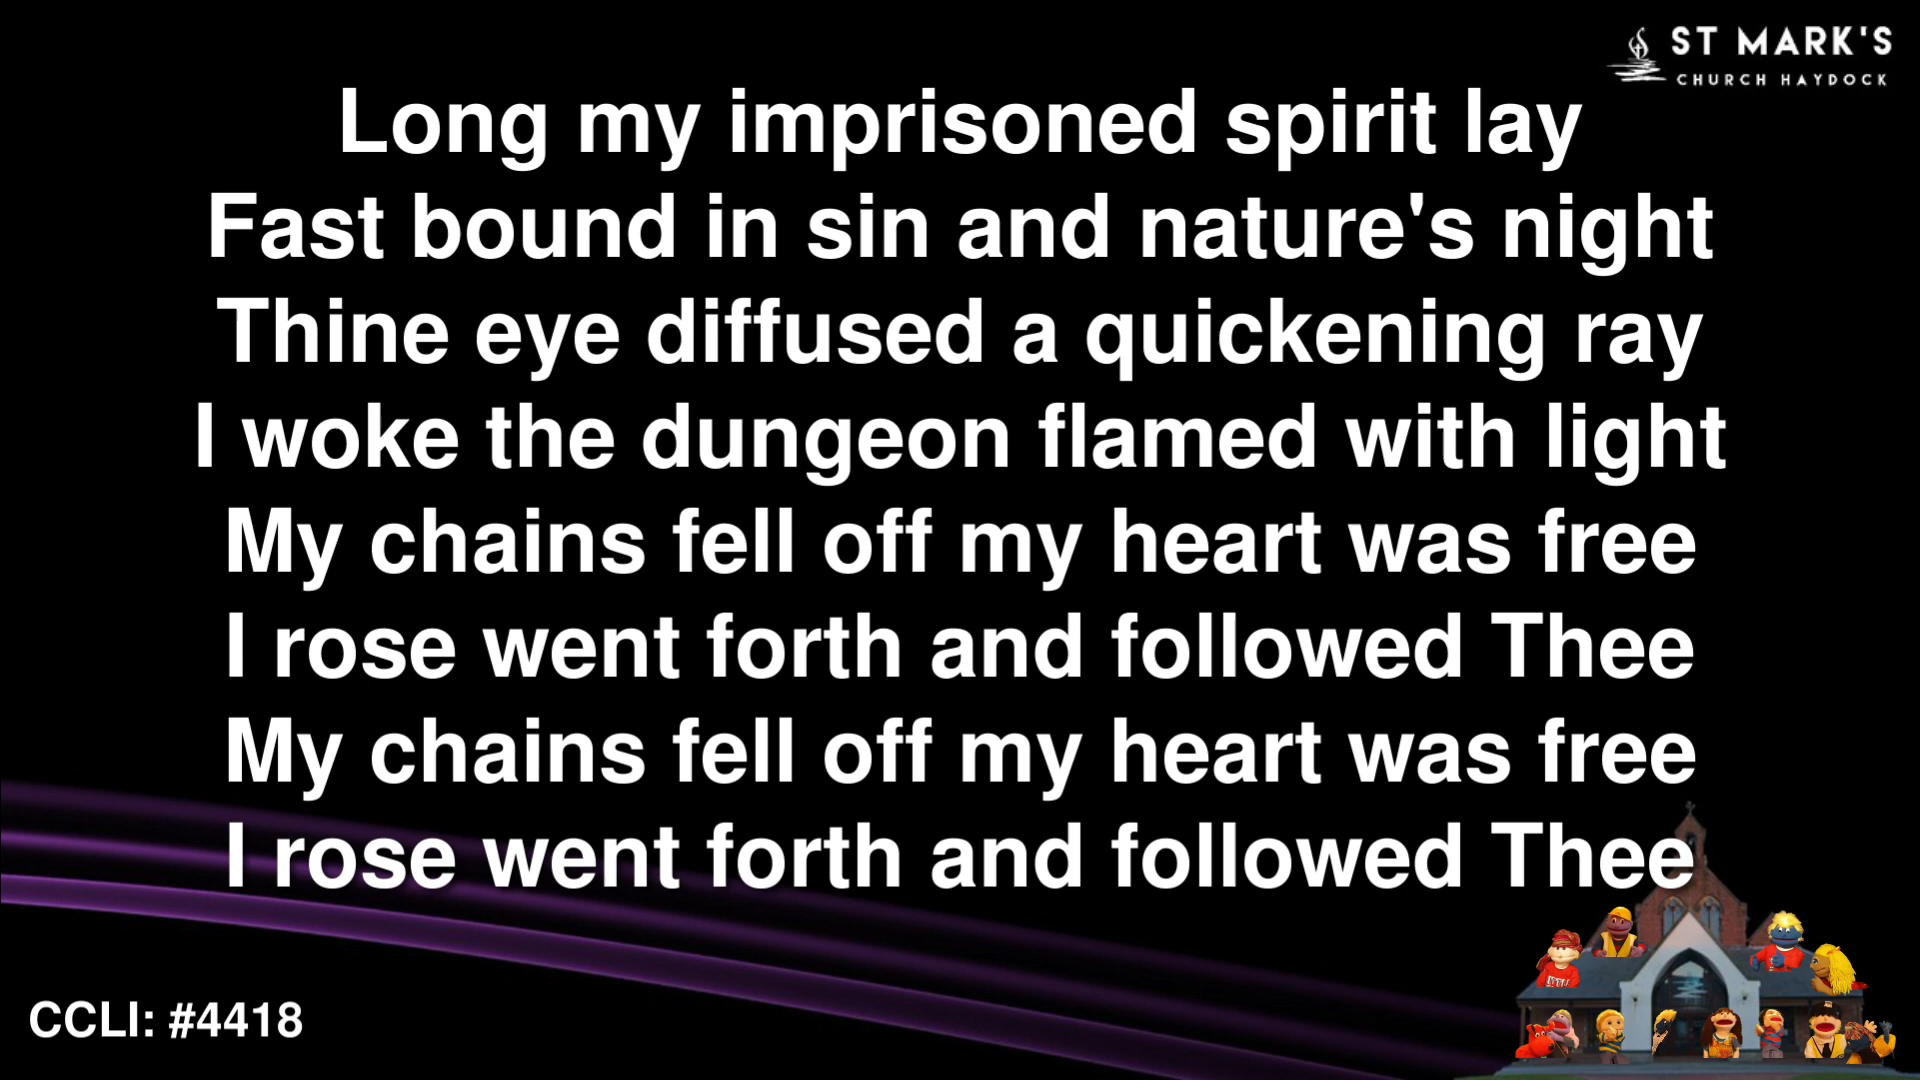 ST MARK'S
CHURCH HAYDOCK
Long my imprisoned spirit lay
Fast bound in sin and nature's night
Thine eye diffused a quickening ray
I woke the dungeon flamed with light
My chains fell off my heart was free
I rose went forth and followed Thee
My chains fell off my heart was free
I rose went forth and followed Thee
CCLI: #4418